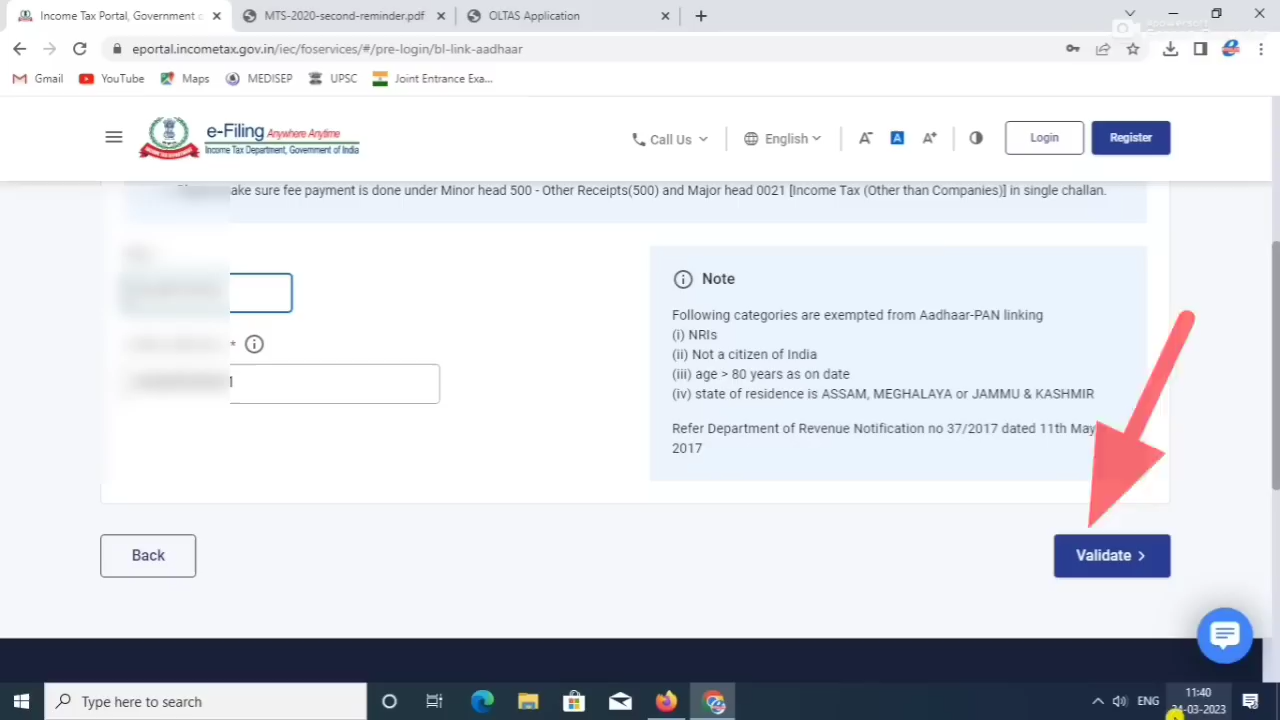 Income Tax Portal, Government o
MTS-2020-second-reminder.pdf
OLTAS Application
eportal.incometax.gov.in/iec/foservices/#/pre-login/bl-link-aadhaar
Gmail
YouTube
Maps
MEDISEP
UPSC
Joint Entrance Exa...
e-Filing Anywhere Anytime
Income Tax Department, Government of India
Call Us
English
A-
A
A+
Login
Register
ke sure fee payment is done under Minor head 500 - Other Receipts(500) and Major head 0021 [Income Tax (Other than Companies)] in single challan.
*
Note
Following categories are exempted from Aadhaar-PAN linking
(i) NRIs
(ii) Not a citizen of India
(iii) age > 80 years as on date
(iv) state of residence is ASSAM, MEGHALAYA or JAMMU & KASHMIR
Refer Department of Revenue Notification no 37/2017 dated 11th May
2017
Back
Validate >
Type here to search
ENG
11:40
24-03-2023